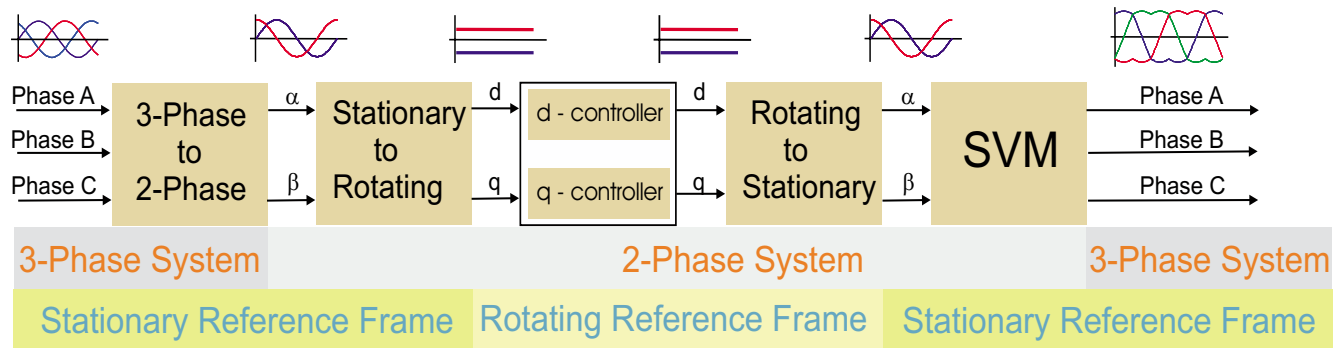 Phase A
Phase B
Phase C
3-Phase
to
2-Phase
α
β
Stationary
to
Rotating
d
q
d - controller
q - controller
d
q
Rotating
to
Stationary
α
β
SVM
Phase A
Phase B
Phase C
3-Phase System
2-Phase System
3-Phase System
Stationary Reference Frame
Rotating Reference Frame
Stationary Reference Frame